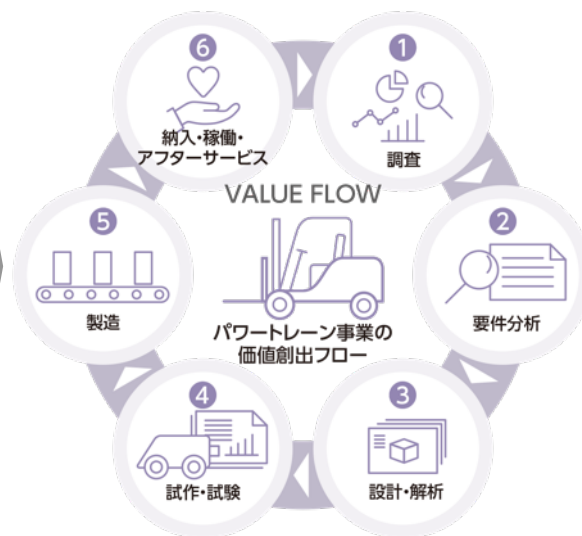 6
納入・稼働・
アフターサービス
1
調査
VALUE FLOW
パワートレーン事業の
価値創出フロー
5
製造
2
要件分析
4
試作・試験
3
設計・解析